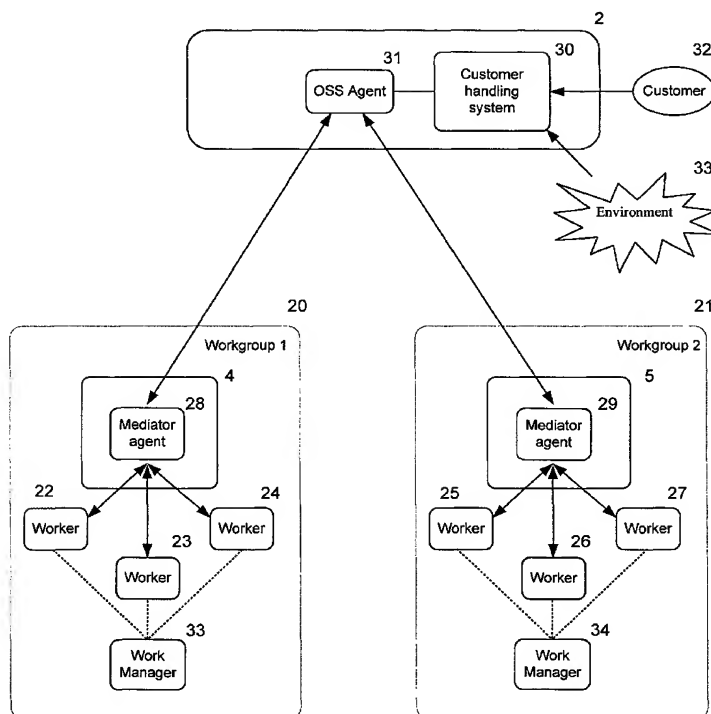 2
31
30
32
OSS Agent
Customer
handling
system
Customer
33
Environment
20
21
Workgroup 1
Workgroup 2
4
5
28
29
Mediator
agent
Mediator
agent
22
24
25
27
Worker
Worker
Worker
Worker
23
26
Worker
Worker
33
34
Work
Manager
Work
Manager